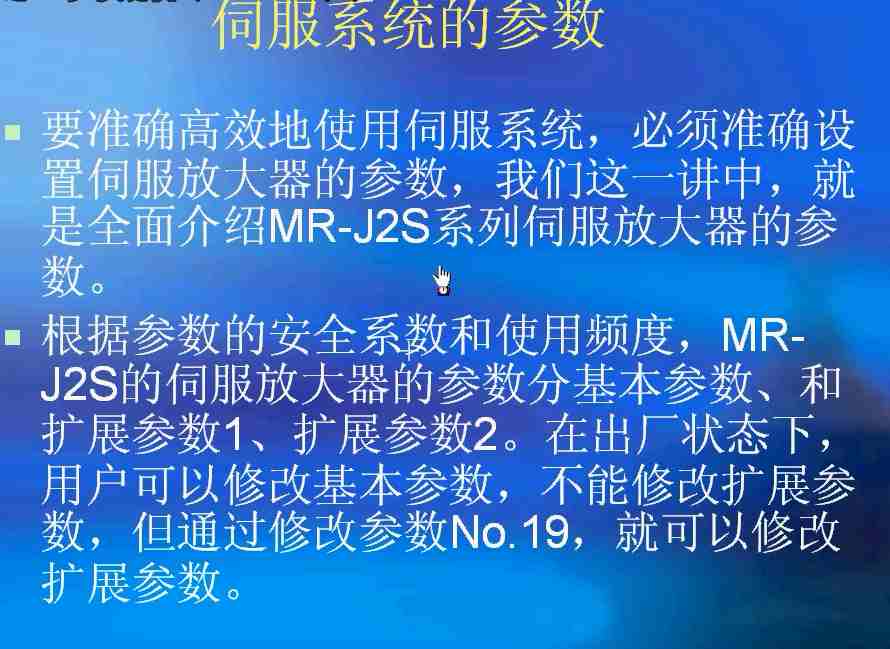 伺服系统的参数
要准确高效地使用伺服系统，必须准确设
置伺服放大器的参数，我们这一讲中，就
是全面介绍MR-J2S系列伺服放大器的参
数。
根据参数的安全系数和使用频度，MR-
J2S的伺服放大器的参数分基本参数、和
扩展参数1、扩展参数2。在出厂状态下，
用户可以修改基本参数，不能修改扩展参
数，但通过修改参数No.19，就可以修改
扩展参数。